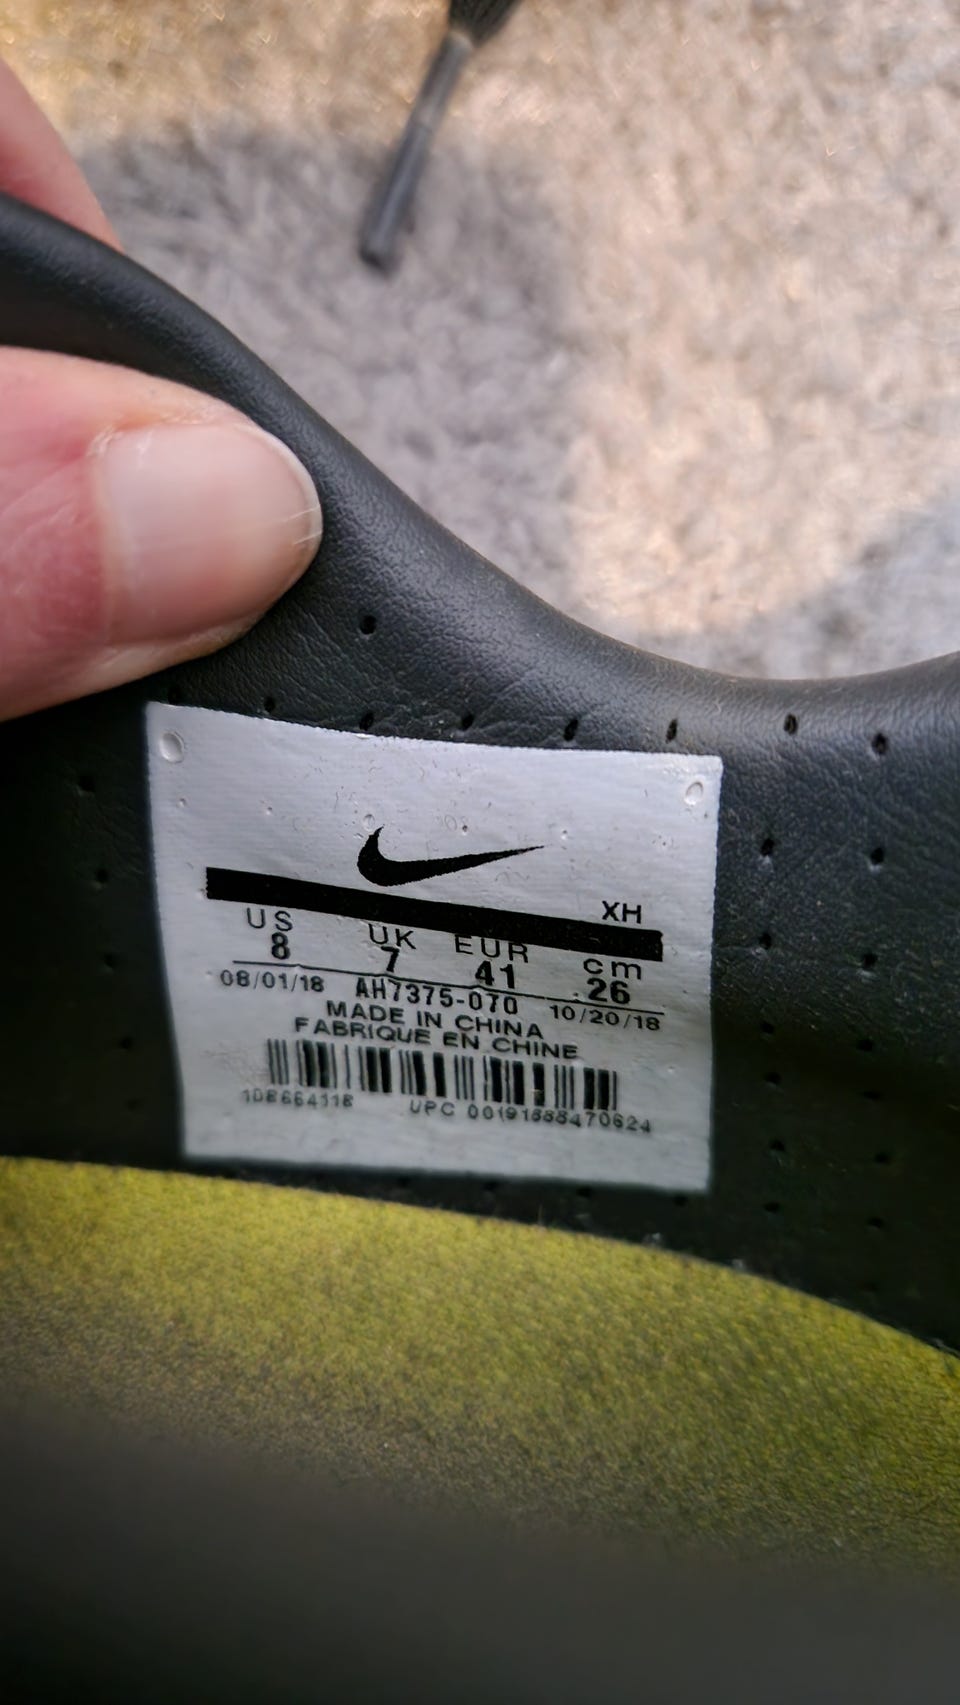 XH
US UK EUR cm
8 7 41 26
08/01/18 AH7375-070 10/20/18
MADE IN CHINA
FABRIQUE EN CHINE
UPC